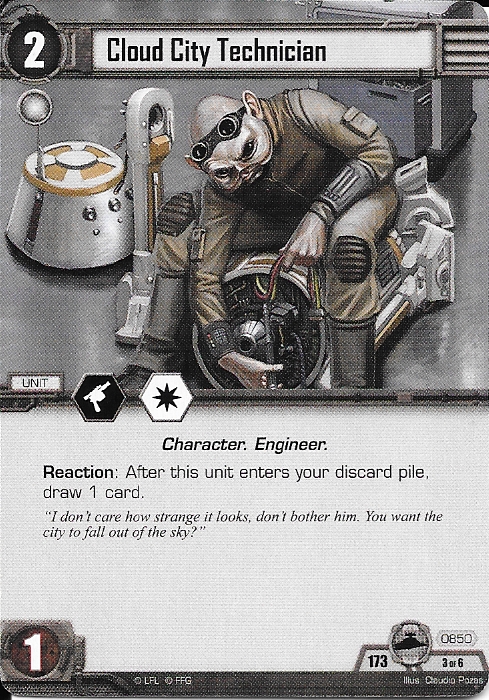 2
Cloud City Technician
UNIT
Character. Engineer.
Reaction: After this unit enters your discard pile,
draw 1 card.
“I don't care how strange it looks, don't bother him. You want the
city to fall out of the sky?”
1
© LFL © FFG
173
0850
3 of 6
Illus. Claudio Pozas